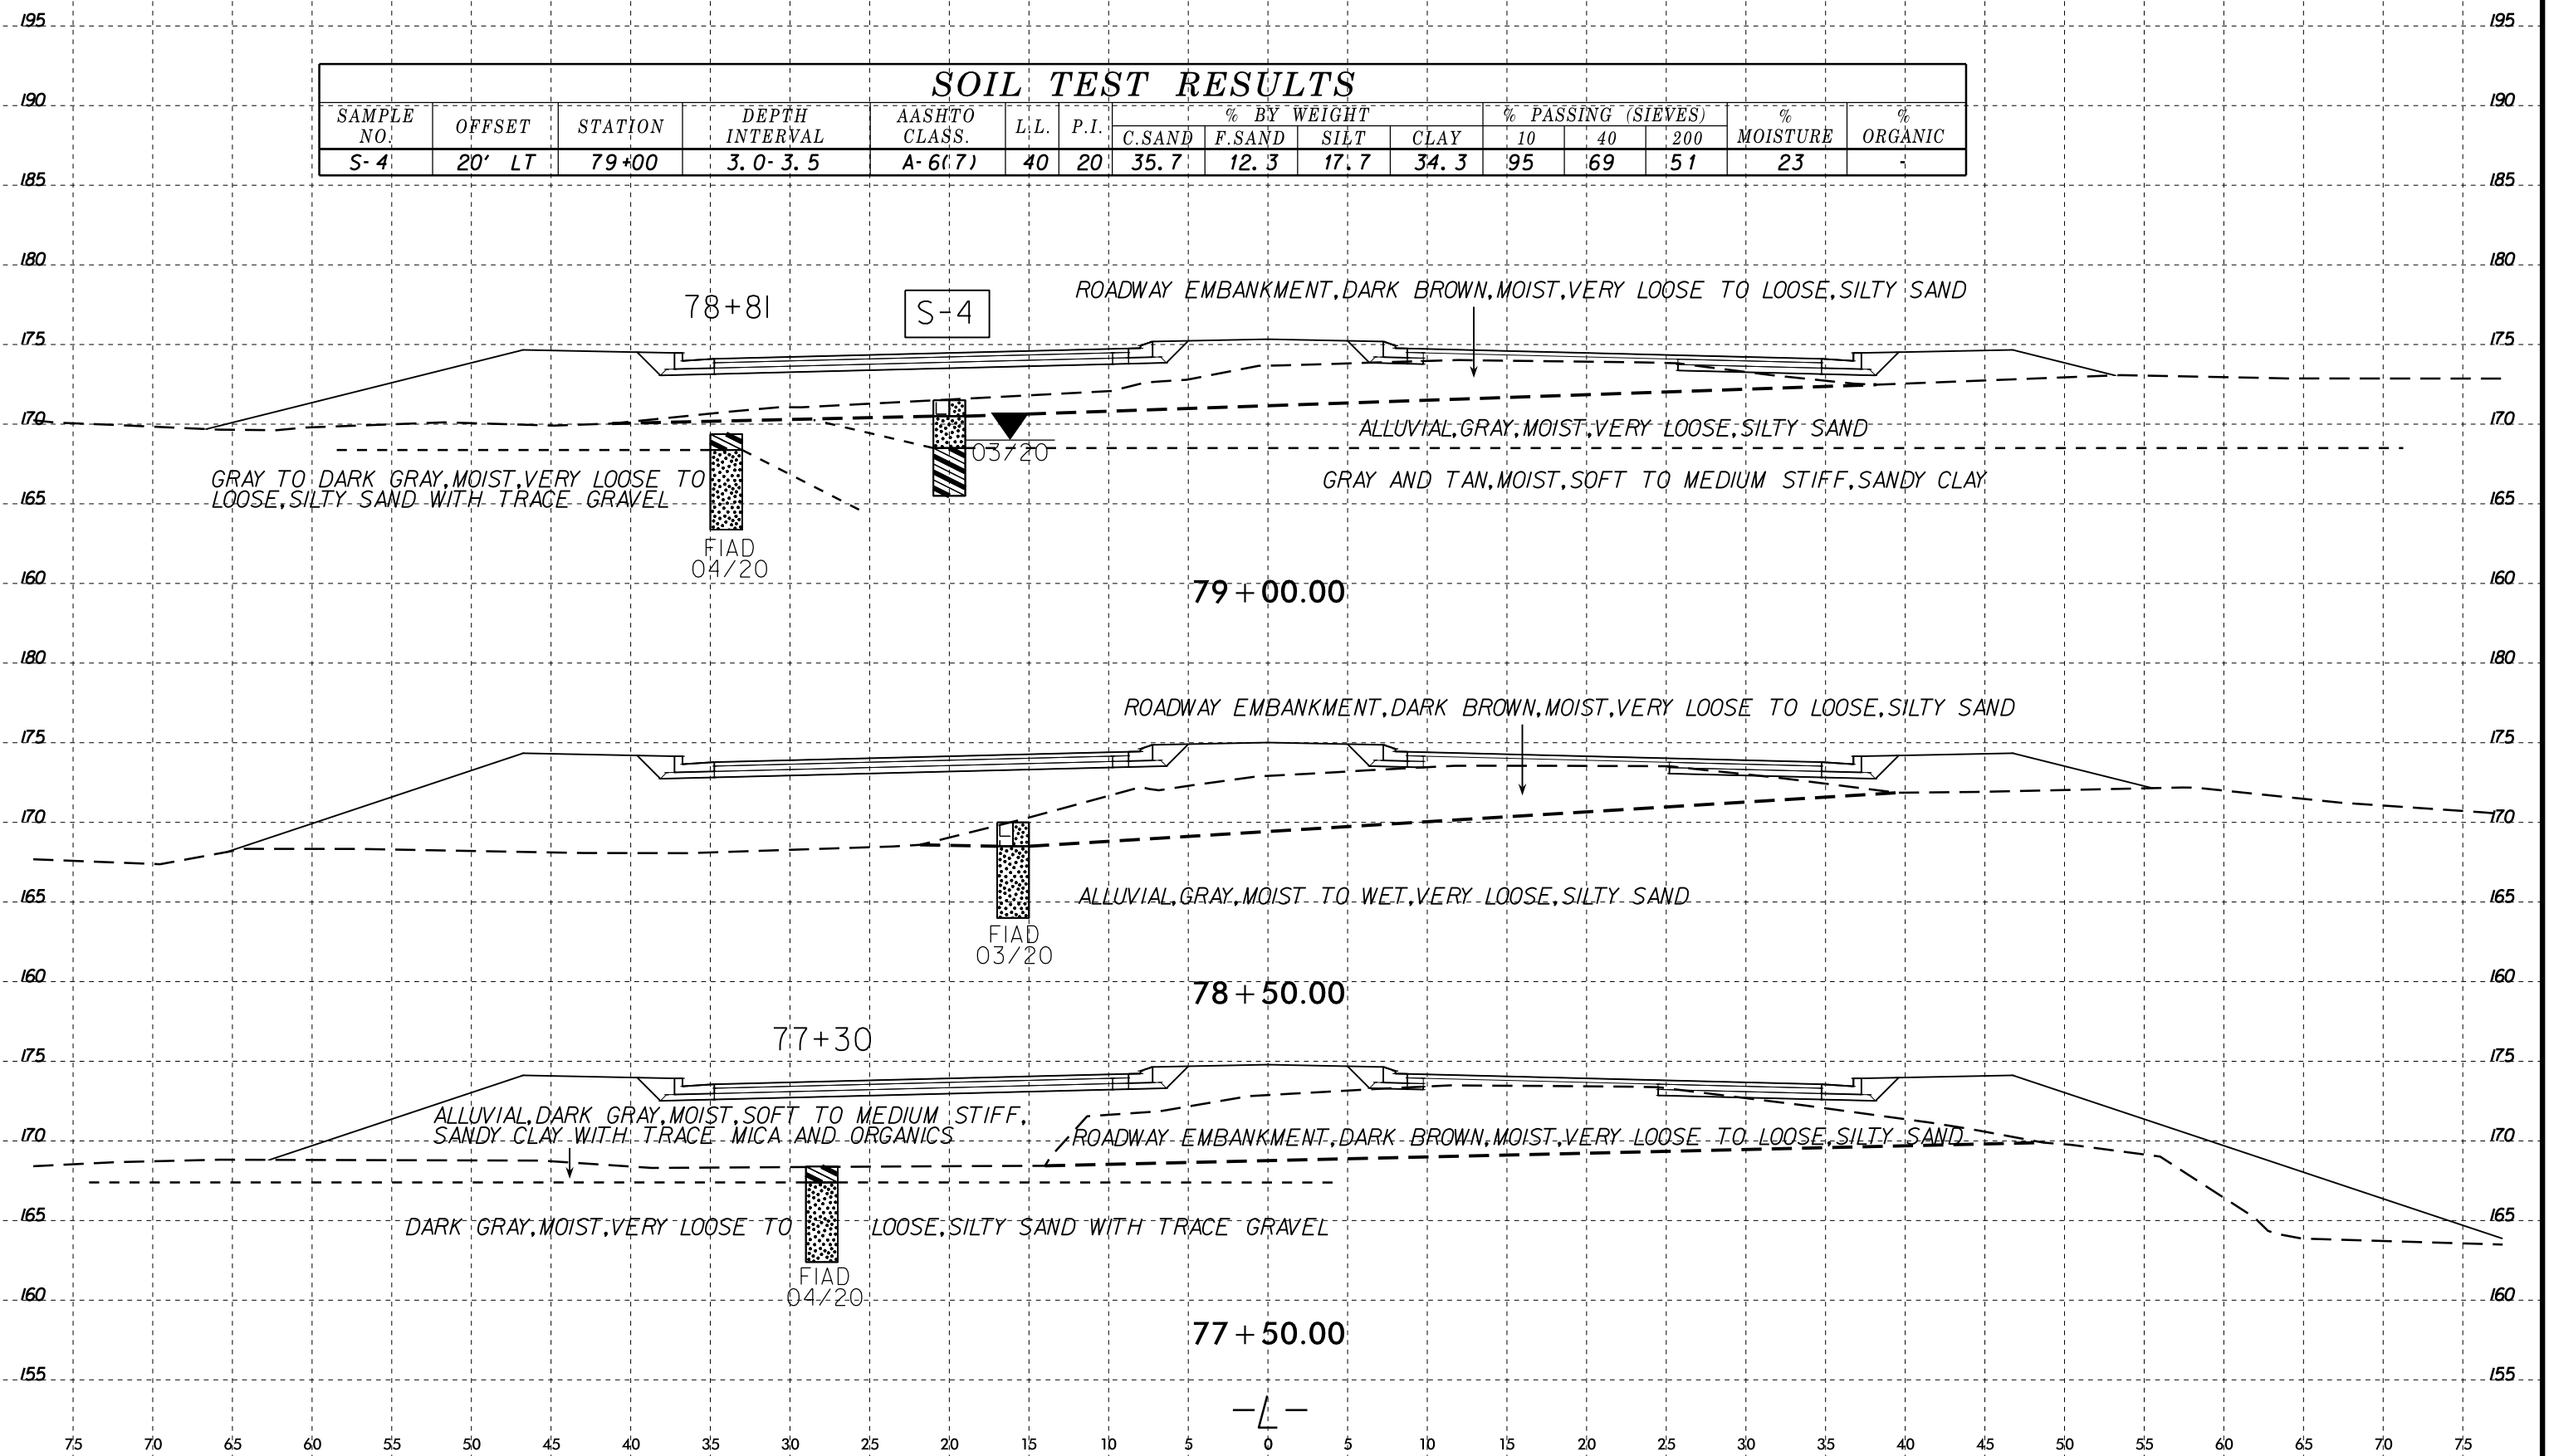 195 195
SOIL TEST RESULTS
190 190
SAMPLE NO. OFFSET STATION DEPTH INTERVAL AASHTO CLASS. L.L. P.I. % BY WEIGHT % PASSING (SIEVES) % MOISTURE % ORGANIC
C.SAND F.SAND SILT CLAY 10 40 200
S-4 20' LT 79+00 3.0-3.5 A-6(7) 40 20 35.7 12.3 17.7 34.3 95 69 51 23 -
185 185
180 180
ROADWAY EMBANKMENT,DARK BROWN,MOIST,VERY LOOSE TO LOOSE,SILTY SAND
78+81
S-4
175 175
170 170
L
ALLUVIAL,GRAY,MOIST,VERY LOOSE,SILTY SAND
03/20
GRAY TO DARK GRAY,MOIST,VERY LOOSE TO
LOOSE,SILTY SAND WITH TRACE GRAVEL
GRAY AND TAN,MOIST,SOFT TO MEDIUM STIFF,SANDY CLAY
165 165
FIAD
04/20
160 160
79+00.00
180 180
ROADWAY EMBANKMENT,DARK BROWN,MOIST,VERY LOOSE TO LOOSE,SILTY SAND
175 175
170 170
L
165 165
ALLUVIAL,GRAY,MOIST TO WET,VERY LOOSE,SILTY SAND
FIAD
03/20
160 160
78+50.00
77+30
175 175
ALLUVIAL,DARK GRAY,MOIST,SOFT TO MEDIUM STIFF,
SANDY CLAY WITH TRACE MICA AND ORGANICS
170 170
ROADWAY EMBANKMENT,DARK BROWN,MOIST,VERY LOOSE TO LOOSE,SILTY SAND
165 165
DARK GRAY,MOIST,VERY LOOSE TO LOOSE,SILTY SAND WITH TRACE GRAVEL
FIAD
04/20
160 160
77+50.00
155 155
-L-
75 70 65 60 55 50 45 40 35 30 25 20 15 10 5 0 5 10 15 20 25 30 35 40 45 50 55 60 65 70 75